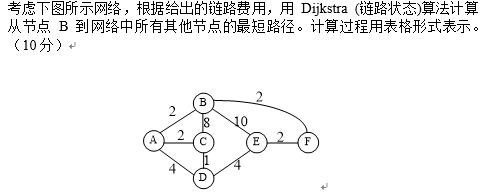 考虑下图所示网络，根据给出的链路费用，用 Dijkstra (链路状态)算法计算
从节点 B 到网络中所有其他节点的最短路径。计算过程用表格形式表示。
（10 分）
2
B
2
8
10
A
2
C
E
2
F
1
4
4
D